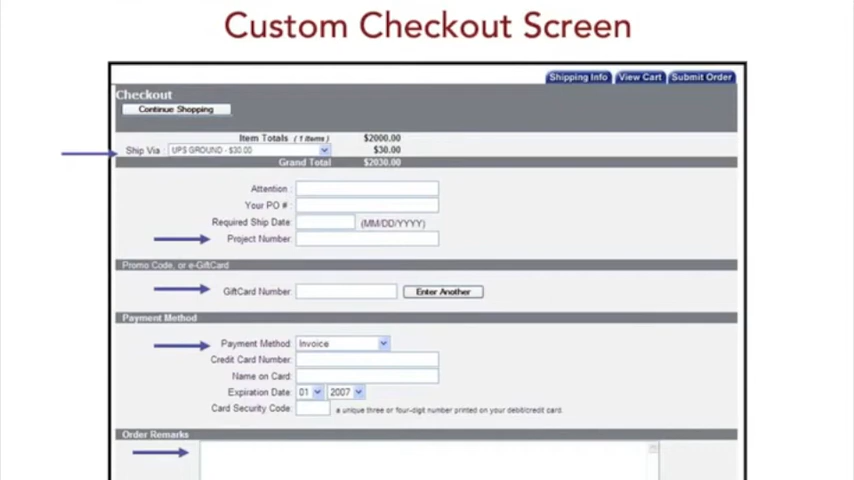 Custom Checkout Screen
Shipping Info View Cart Submit Order
Checkout
Continue Shopping
Item Totals ( 1 Items ) $2000.00
Ship Via : UPS GROUND - $30.00 $30.00
Grand Total $2030.00
Attention :
Your PO # :
Required Ship Date: (MM/DD/YYYY)
Project Number:
Promo Code, or e-GiftCard
GiftCard Number: Enter Another
Payment Method
Payment Method: Invoice
Credit Card Number:
Name on Card:
Expiration Date: 01 2007
Card Security Code: a unique three or four-digit number printed on your debit/credit card.
Order Remarks